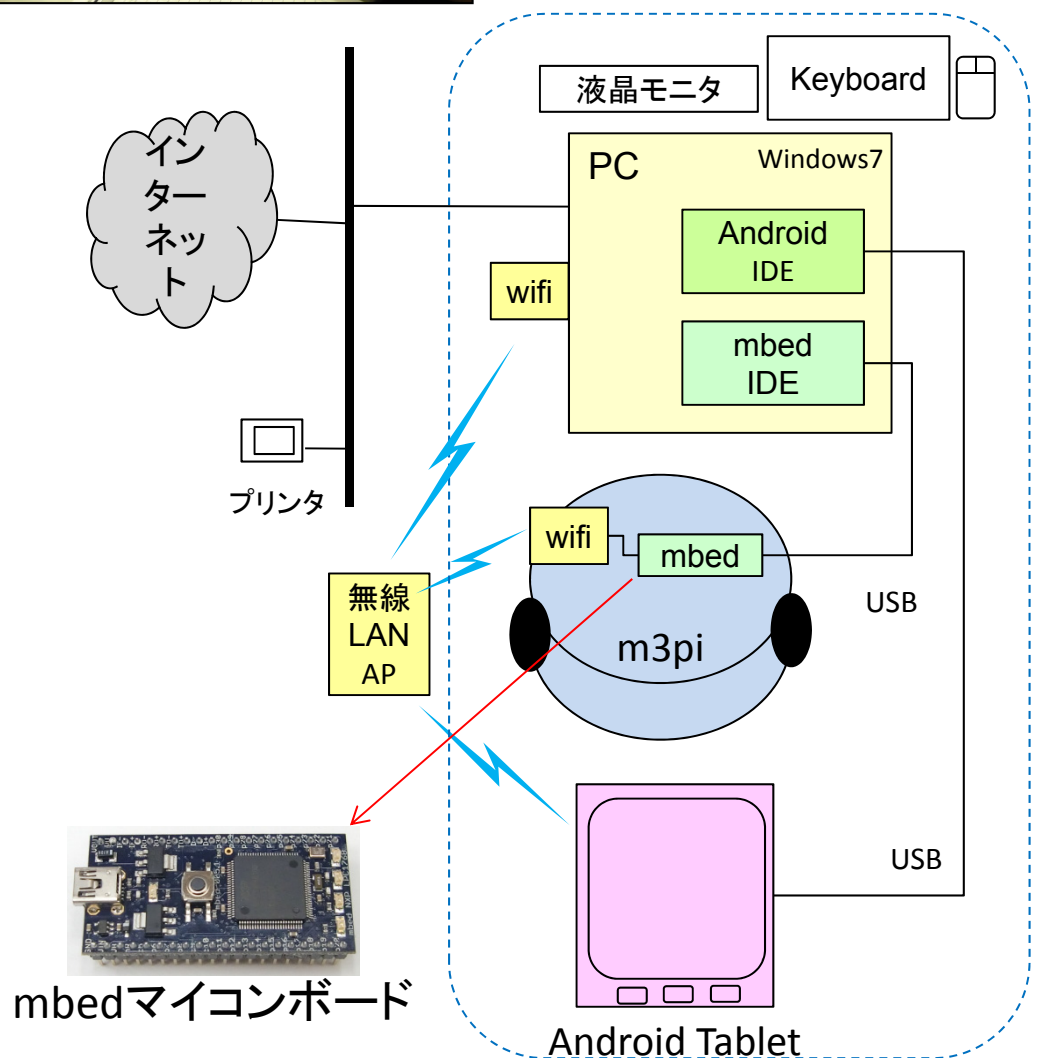 液晶モニタ
Keyboard
イン
ター
ネッ
ト
PC
Windows7
Android
IDE
wifi
mbed
IDE
プリンタ
wifi
mbed
無線
LAN
AP
USB
m3pi
USB
mbedマイコンボード
Android Tablet